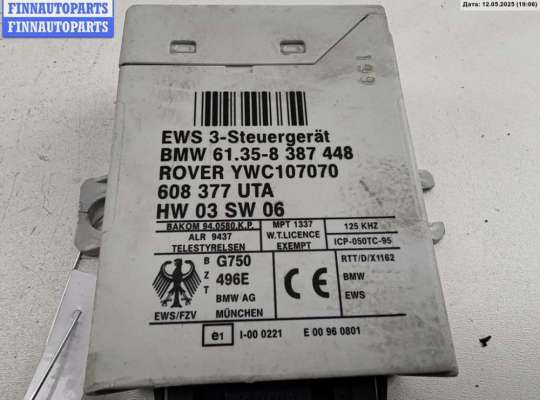 FINNAUTOPARTS
FINNAUTOPARTS
Дата: 12.05.2025 (19:06)
EWS 3-Steuergerät
BMW 61.35-8 387 448
ROVER YWC107070
608 377 UTA
HW 03 SW 06
BAKOM 94.0580.K.P.
ALR 9437
TELESTYRELSEN
MPT 1337
W.T.LICENCE
EXEMPT
125 KHZ
ICP-050TC-95
B G750
Z 496E
T BMW AG
EWS/FZV MÜNCHEN
CE
RTT/D/X1162
BMW
EWS
e1 I-00 0221 E 00 96 0801